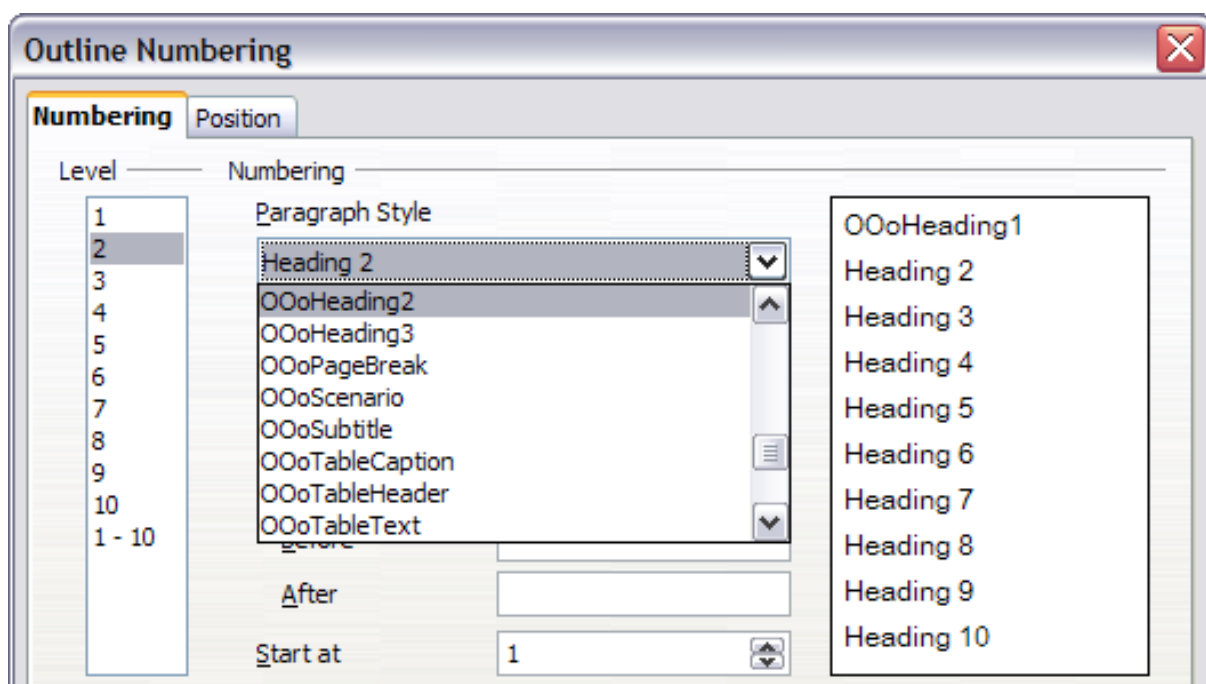 Outline Numbering
Numbering Position
Level Numbering
1
2
3
4
5
6
7
8
9
10
1 - 10
Paragraph Style
Heading 2
OOoHeading2
OOoHeading3
OOoPageBreak
OOoScenario
OOoSubtitle
OOoTableCaption
OOoTableHeader
OOoTableText
Before
After
Start at 1
OOoHeading1
Heading 2
Heading 3
Heading 4
Heading 5
Heading 6
Heading 7
Heading 8
Heading 9
Heading 10